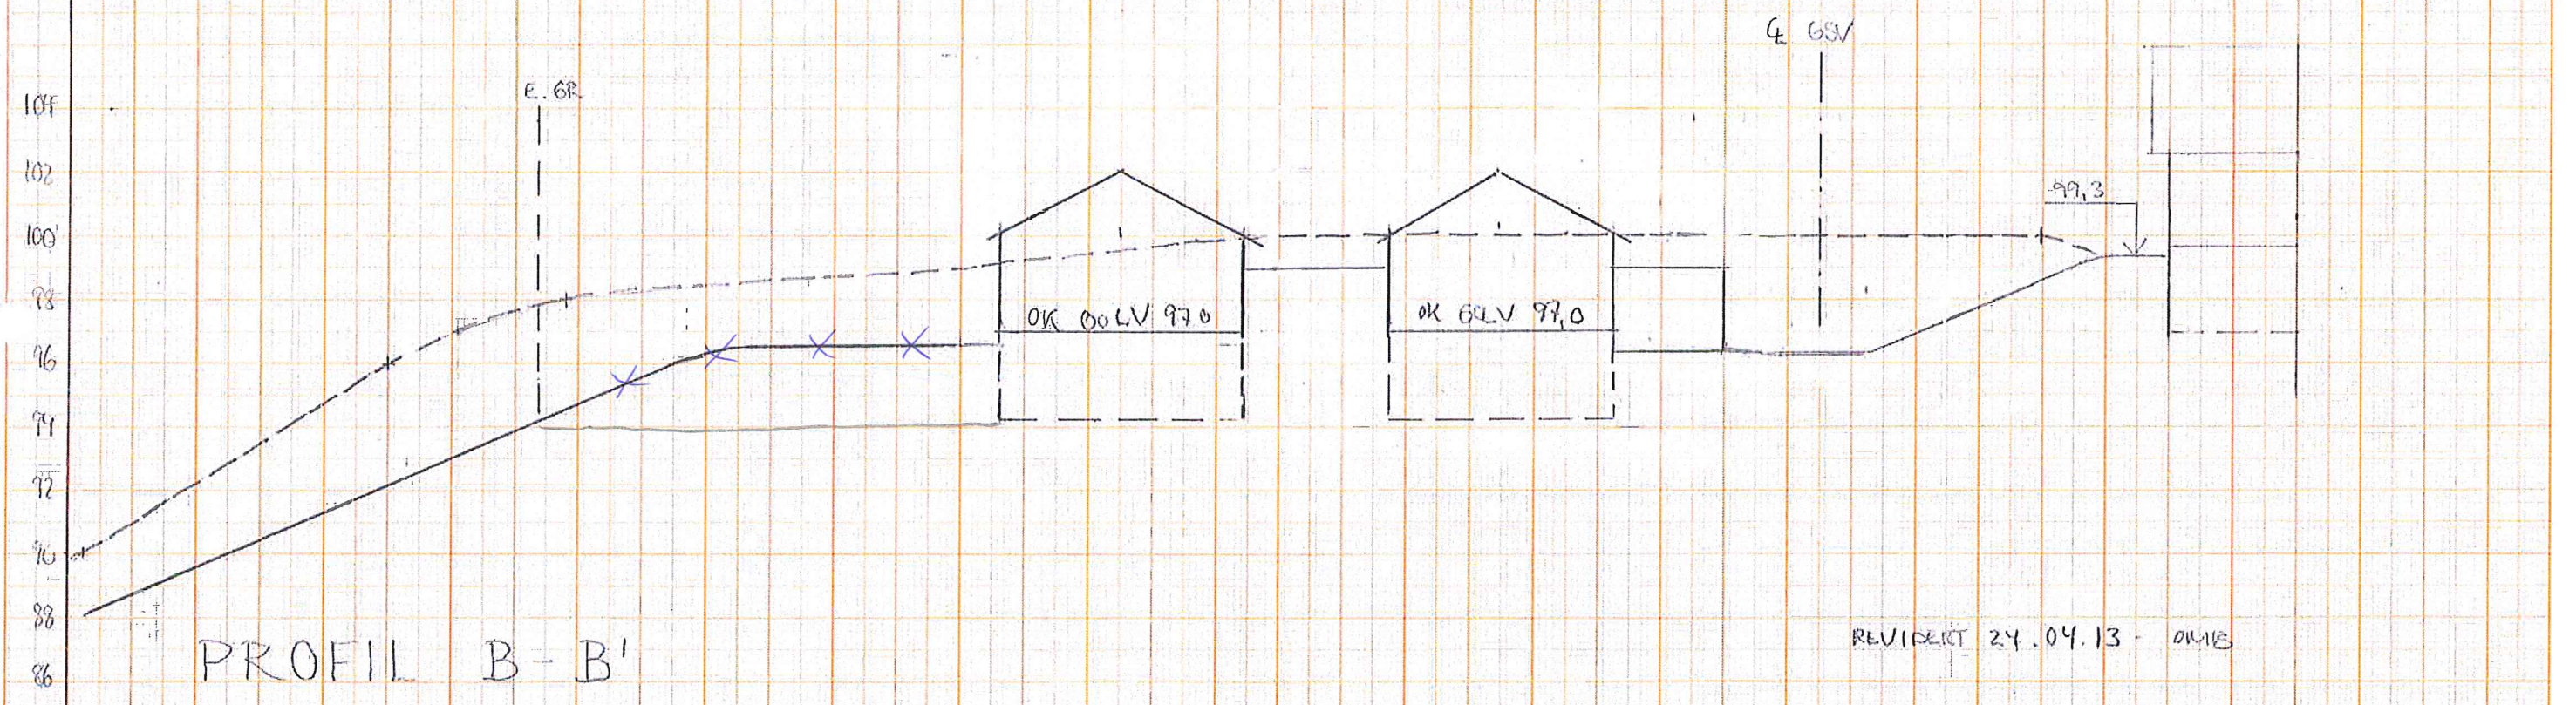 ₵ GSV
E. GR
104
102
99,3
100
98
OK GOLV 97,0
OK GOLV 97,0
96
94
92
90
88
REVIDERT 24.04.13 -
PROFIL B - B'
86